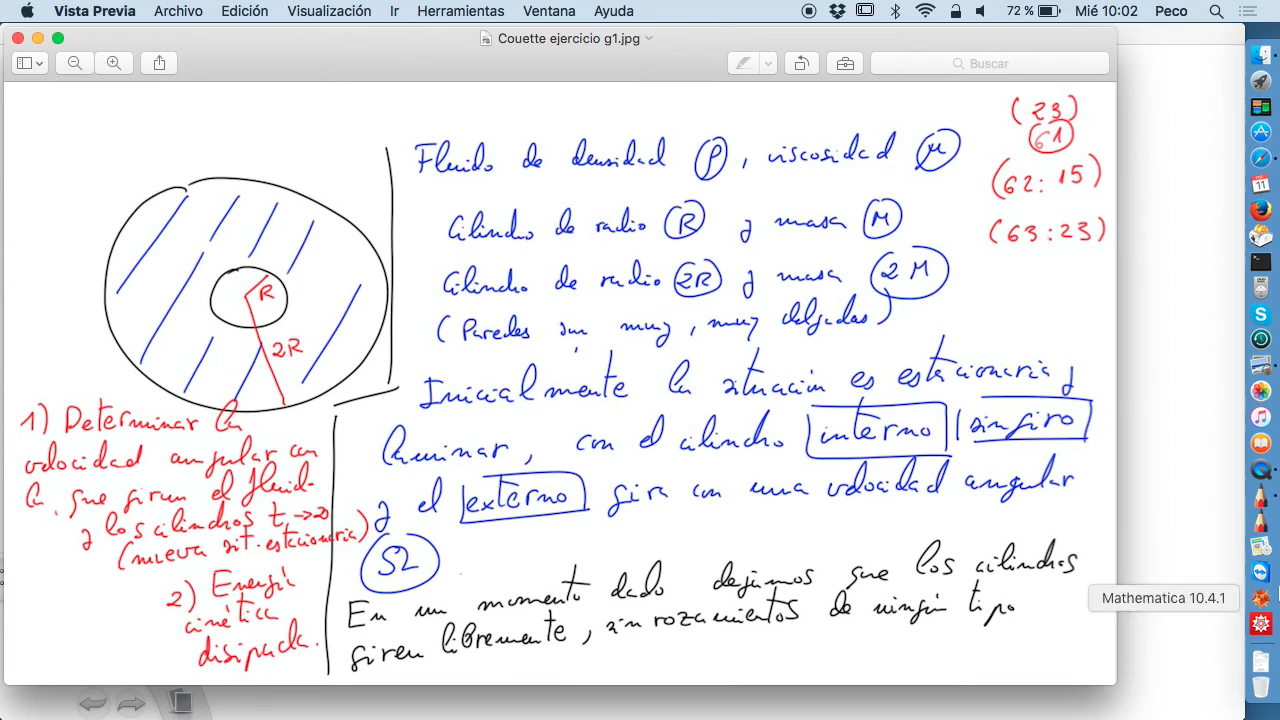 Vista Previa Archivo Edición Visualización Ir Herramientas Ventana Ayuda 72 % Mié 10:02 Peco
Couette ejercicio g1.jpg
Buscar
(23)
61
(62:15)
(63:23)
Fluido de densidad ρ, viscosidad μ
Cilindro de radio R y masa M
Cilindro de radio 2R y masa 2M
(Paredes son muy, muy delgadas)
Inicialmente la situación es estacionaria y
laminar, con el cilindro interno sin giro
y el externo gira con una velocidad angular
Ω
En un momento dado dejamos que los cilindros
giren libremente, sin rozamientos de ningún tipo
R
2R
1) Determinar la
velocidad angular con
la que giren el fluido
y los cilindros t→∞
(nueva sit. estacionaria)
2) Energía
cinética
disipada.
Mathematica 10.4.1
11